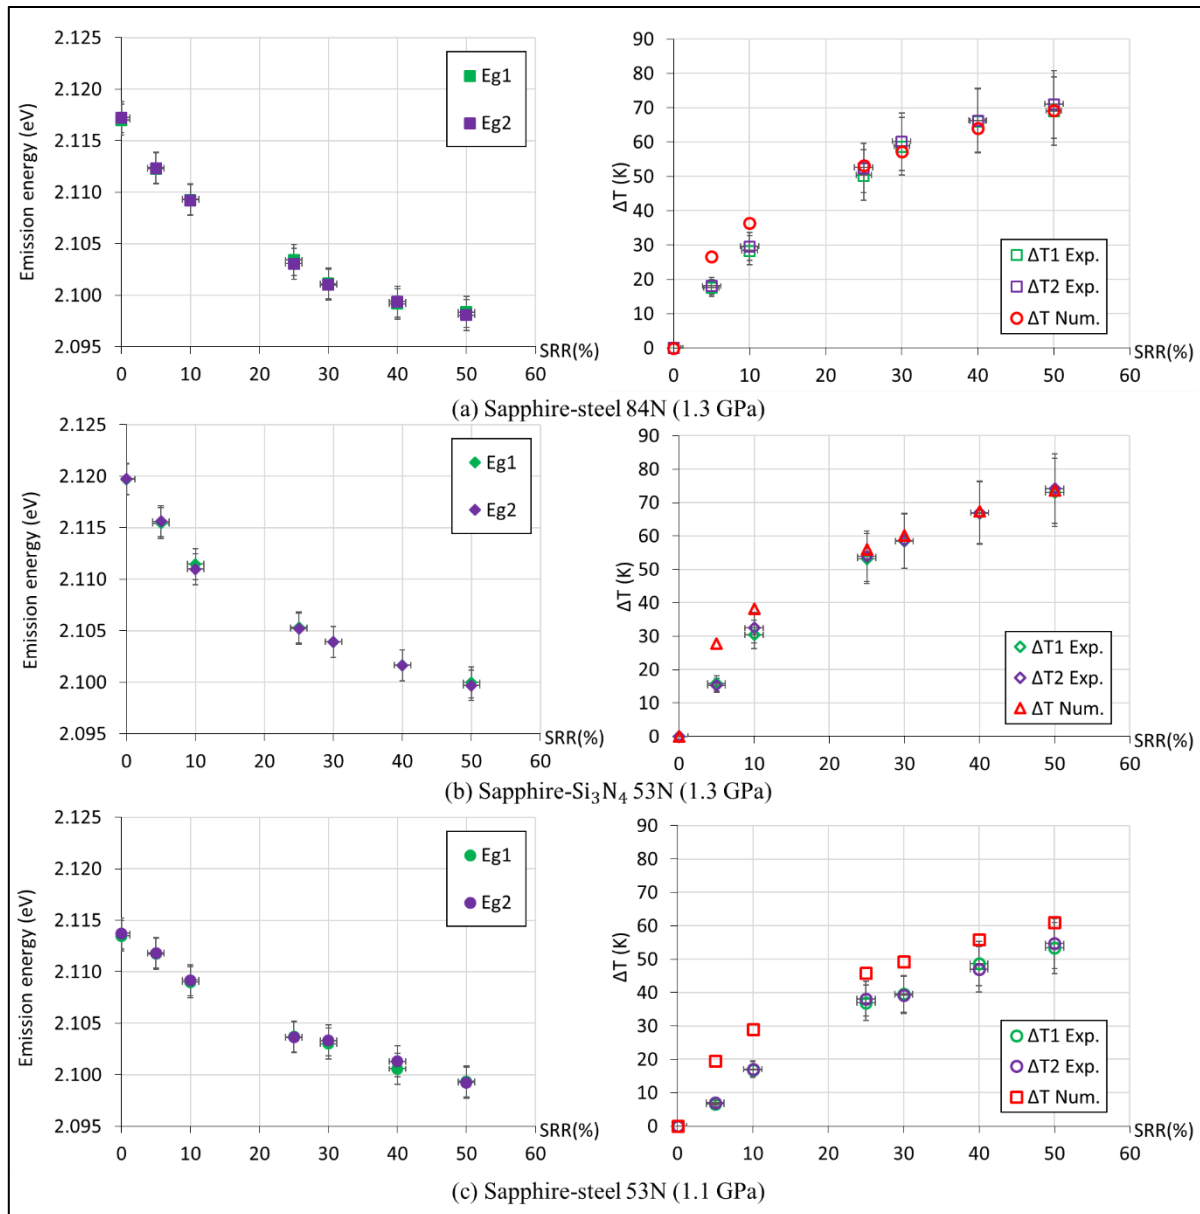 2.125
2.120
2.115
2.110
2.105
2.100
2.095
Emission energy (eV)
Eg1
Eg2
0 10 20 30 40 50 60
SRR(%)
90
80
70
60
50
40
30
20
10
0
ΔT (K)
ΔT1 Exp.
ΔT2 Exp.
ΔT Num.
0 10 20 30 40 50 60
SRR(%)
(a) Sapphire-steel 84N (1.3 GPa)
2.125
2.120
2.115
2.110
2.105
2.100
2.095
Emission energy (eV)
Eg1
Eg2
0 10 20 30 40 50 60
SRR(%)
90
80
70
60
50
40
30
20
10
0
ΔT (K)
ΔT1 Exp.
ΔT2 Exp.
ΔT Num.
0 10 20 30 40 50 60
SRR(%)
(b) Sapphire-Si₃N₄ 53N (1.3 GPa)
2.125
2.120
2.115
2.110
2.105
2.100
2.095
Emission energy (eV)
Eg1
Eg2
0 10 20 30 40 50 60
SRR(%)
90
80
70
60
50
40
30
20
10
0
ΔT (K)
ΔT1 Exp.
ΔT2 Exp.
ΔT Num.
0 10 20 30 40 50 60
SRR(%)
(c) Sapphire-steel 53N (1.1 GPa)